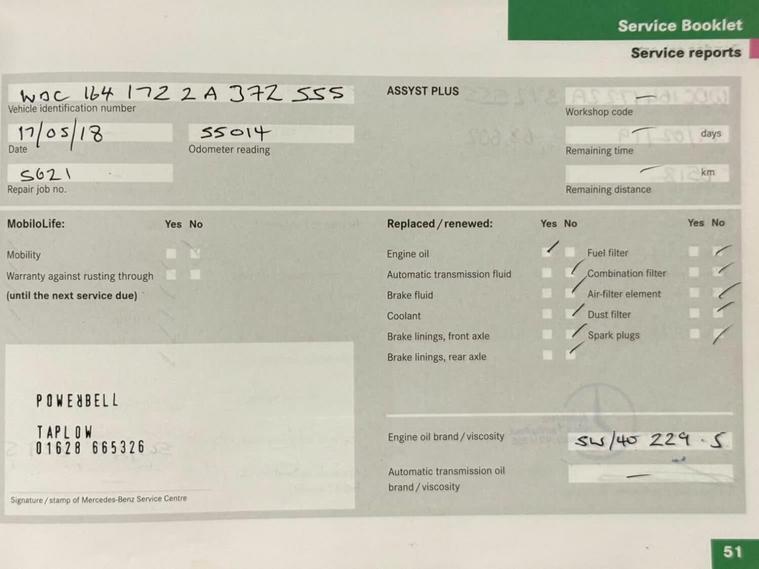 Service Booklet
Service reports
WDC 164 172 2 A 372 555
Vehicle identification number
17/05/18
Date
55014
Odometer reading
5621
Repair job no.
ASSYST PLUS
Workshop code
days
Remaining time
km
Remaining distance
MobiloLife: Yes No
Mobility
Warranty against rusting through
(until the next service due)
Replaced / renewed: Yes No
Engine oil
Automatic transmission fluid
Brake fluid
Coolant
Brake linings, front axle
Brake linings, rear axle
Yes No
Fuel filter
Combination filter
Air-filter element
Dust filter
Spark plugs
POWERBELL
TAPLOW
01628 665326
Signature / stamp of Mercedes-Benz Service Centre
Engine oil brand / viscosity
5W/40 229.5
Automatic transmission oil
brand / viscosity
51